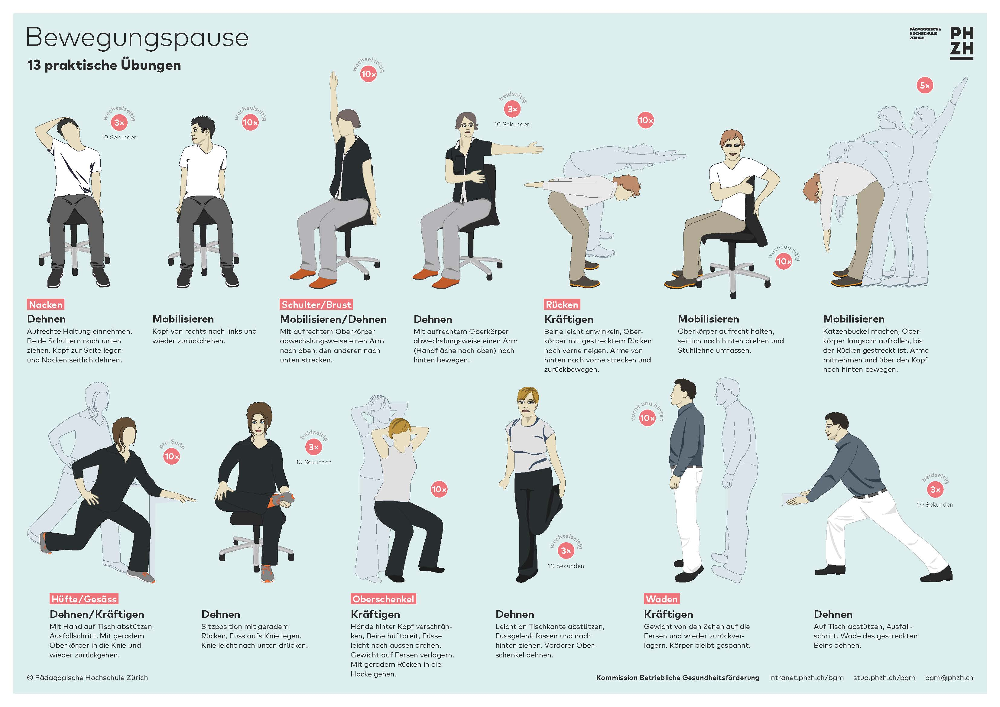 Bewegungspause
13 praktische Übungen
PÄDAGOGISCHE
HOCHSCHULE
ZÜRICH
PH
ZH
wechselseitig
3×
10 Sekunden
wechselseitig
10×
wechselseitig
10×
beidseitig
3×
10 Sekunden
10×
wechselseitig
10×
5×
Nacken
Dehnen
Aufrechte Haltung einnehmen.
Beide Schultern nach unten
ziehen. Kopf zur Seite legen
und Nacken seitlich dehnen.
Mobilisieren
Kopf von rechts nach links und
wieder zurückdrehen.
Schulter/Brust
Mobilisieren/Dehnen
Mit aufrechtem Oberkörper
abwechslungsweise einen Arm
nach oben, den anderen nach
unten strecken.
Dehnen
Mit aufrechtem Oberkörper
abwechslungsweise einen Arm
(Handfläche nach oben) nach
hinten bewegen.
Rücken
Kräftigen
Beine leicht anwinkeln, Ober-
körper mit gestrecktem Rücken
nach vorne neigen. Arme von
hinten nach vorne strecken und
zurückbewegen.
Mobilisieren
Oberkörper aufrecht halten,
seitlich nach hinten drehen und
Stuhllehne umfassen.
Mobilisieren
Katzenbuckel machen, Ober-
körper langsam aufrollen, bis
der Rücken gestreckt ist. Arme
mitnehmen und über den Kopf
nach hinten bewegen.
pro Seite
10×
beidseitig
3×
10 Sekunden
10×
wechselseitig
3×
10 Sekunden
vorne und hinten
10×
beidseitig
3×
10 Sekunden
Hüfte/Gesäss
Dehnen/Kräftigen
Mit Hand auf Tisch abstützen,
Ausfallschritt. Mit geradem
Oberkörper in die Knie und
wieder zurückgehen.
Dehnen
Sitzposition mit geradem
Rücken, Fuss aufs Knie legen.
Knie leicht nach unten drücken.
Oberschenkel
Kräftigen
Hände hinter Kopf verschrän-
ken, Beine hüftbreit, Füsse
leicht nach aussen drehen.
Gewicht auf Fersen verlagern.
Mit geradem Rücken in die
Hocke gehen.
Dehnen
Leicht an Tischkante abstützen,
Fussgelenk fassen und nach
hinten ziehen. Vorderer Ober-
schenkel dehnen.
Waden
Kräftigen
Gewicht von den Zehen auf die
Fersen und wieder zurückver-
lagern. Körper bleibt gespannt.
Dehnen
Auf Tisch abstützen, Ausfall-
schritt. Wade des gestreckten
Beins dehnen.
© Pädagogische Hochschule Zürich
Kommission Betriebliche Gesundheitsförderung intranet.phzh.ch/bgm stud.phzh.ch/bgm bgm@phzh.ch